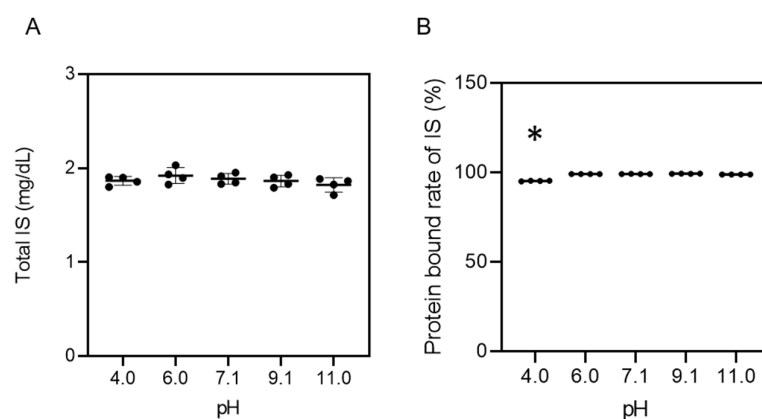 A
Total IS (mg/dL)
3
2
1
0
4.0 6.0 7.1 9.1 11.0
pH
B
Protein bound rate of IS (%)
150
100
50
0
*
4.0 6.0 7.1 9.1 11.0
pH